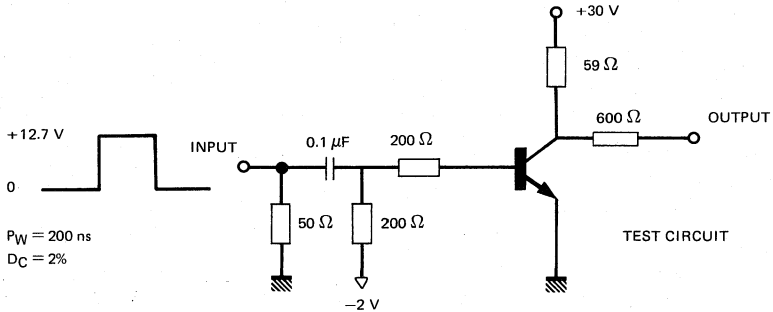 +30 V
59 Ω
600 Ω
OUTPUT
+12.7 V
INPUT
0.1 µF
200 Ω
0
50 Ω
200 Ω
PW = 200 ns
DC = 2%
TEST CIRCUIT
−2 V